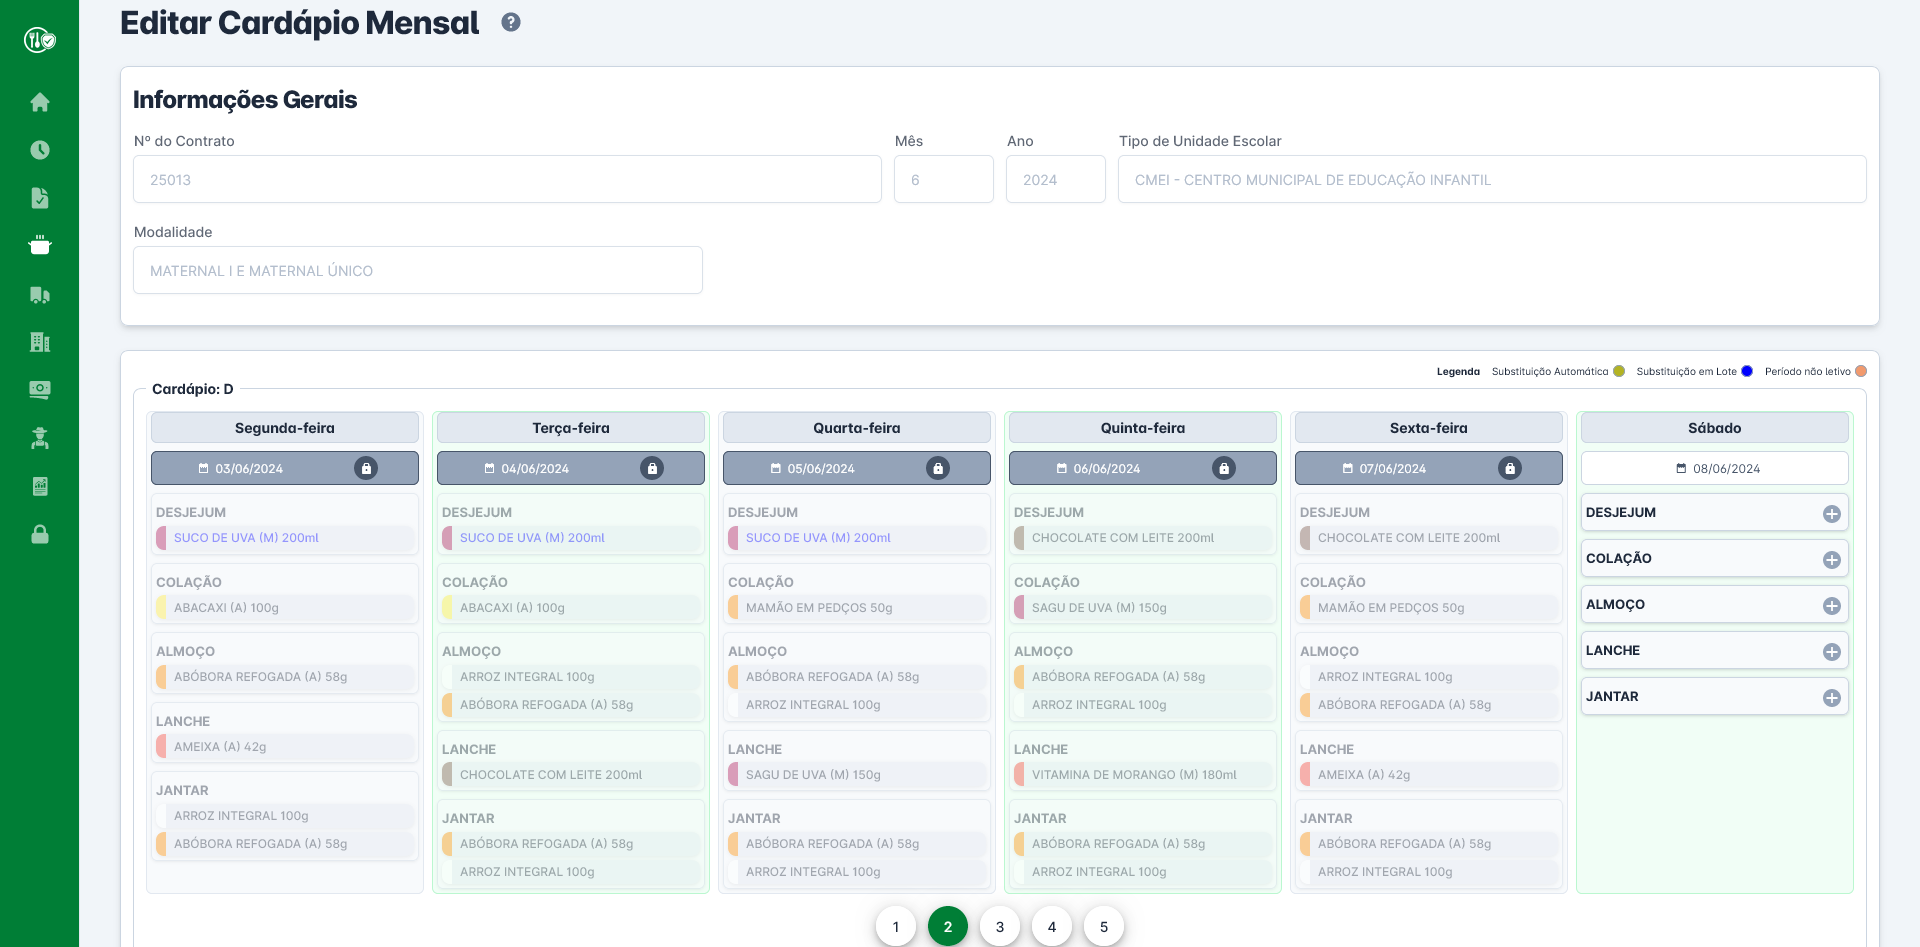 Editar Cardápio Mensal ?
Informações Gerais
Nº do Contrato
25013
Mês
6
Ano
2024
Tipo de Unidade Escolar
CMEI - CENTRO MUNICIPAL DE EDUCAÇÃO INFANTIL
Modalidade
MATERNAL I E MATERNAL ÚNICO
Legenda Substituição Automática Substituição em Lote Período não letivo
Cardápio: D
Segunda-feira
03/06/2024
DESJEJUM
SUCO DE UVA (M) 200ml
COLAÇÃO
ABACAXI (A) 100g
ALMOÇO
ABÓBORA REFOGADA (A) 58g
LANCHE
AMEIXA (A) 42g
JANTAR
ARROZ INTEGRAL 100g
ABÓBORA REFOGADA (A) 58g
Terça-feira
04/06/2024
DESJEJUM
SUCO DE UVA (M) 200ml
COLAÇÃO
ABACAXI (A) 100g
ALMOÇO
ARROZ INTEGRAL 100g
ABÓBORA REFOGADA (A) 58g
LANCHE
CHOCOLATE COM LEITE 200ml
JANTAR
ABÓBORA REFOGADA (A) 58g
ARROZ INTEGRAL 100g
Quarta-feira
05/06/2024
DESJEJUM
SUCO DE UVA (M) 200ml
COLAÇÃO
MAMÃO EM PEDÇOS 50g
ALMOÇO
ABÓBORA REFOGADA (A) 58g
ARROZ INTEGRAL 100g
LANCHE
SAGU DE UVA (M) 150g
JANTAR
ABÓBORA REFOGADA (A) 58g
ARROZ INTEGRAL 100g
Quinta-feira
06/06/2024
DESJEJUM
CHOCOLATE COM LEITE 200ml
COLAÇÃO
SAGU DE UVA (M) 150g
ALMOÇO
ABÓBORA REFOGADA (A) 58g
ARROZ INTEGRAL 100g
LANCHE
VITAMINA DE MORANGO (M) 180ml
JANTAR
ABÓBORA REFOGADA (A) 58g
ARROZ INTEGRAL 100g
Sexta-feira
07/06/2024
DESJEJUM
CHOCOLATE COM LEITE 200ml
COLAÇÃO
MAMÃO EM PEDÇOS 50g
ALMOÇO
ARROZ INTEGRAL 100g
ABÓBORA REFOGADA (A) 58g
LANCHE
AMEIXA (A) 42g
JANTAR
ABÓBORA REFOGADA (A) 58g
ARROZ INTEGRAL 100g
Sábado
08/06/2024
DESJEJUM
COLAÇÃO
ALMOÇO
LANCHE
JANTAR
1 2 3 4 5